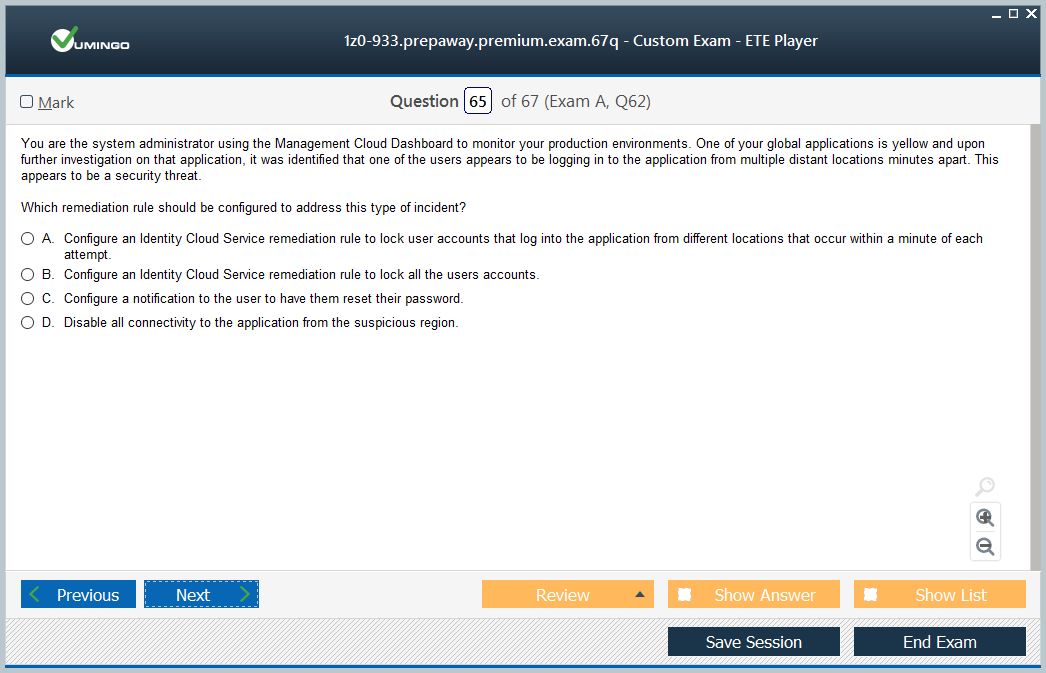 VUMINGO
1z0-933.prepaway.premium.exam.67q - Custom Exam - ETE Player
Mark
Question 65 of 67 (Exam A, Q62)
You are the system administrator using the Management Cloud Dashboard to monitor your production environments. One of your global applications is yellow and upon
further investigation on that application, it was identified that one of the users appears to be logging in to the application from multiple distant locations minutes apart. This
appears to be a security threat.
Which remediation rule should be configured to address this type of incident?
A. Configure an Identity Cloud Service remediation rule to lock user accounts that log into the application from different locations that occur within a minute of each
attempt.
B. Configure an Identity Cloud Service remediation rule to lock all the users accounts.
C. Configure a notification to the user to have them reset their password.
D. Disable all connectivity to the application from the suspicious region.
Previous
Next
Review
Show Answer
Show List
Save Session
End Exam